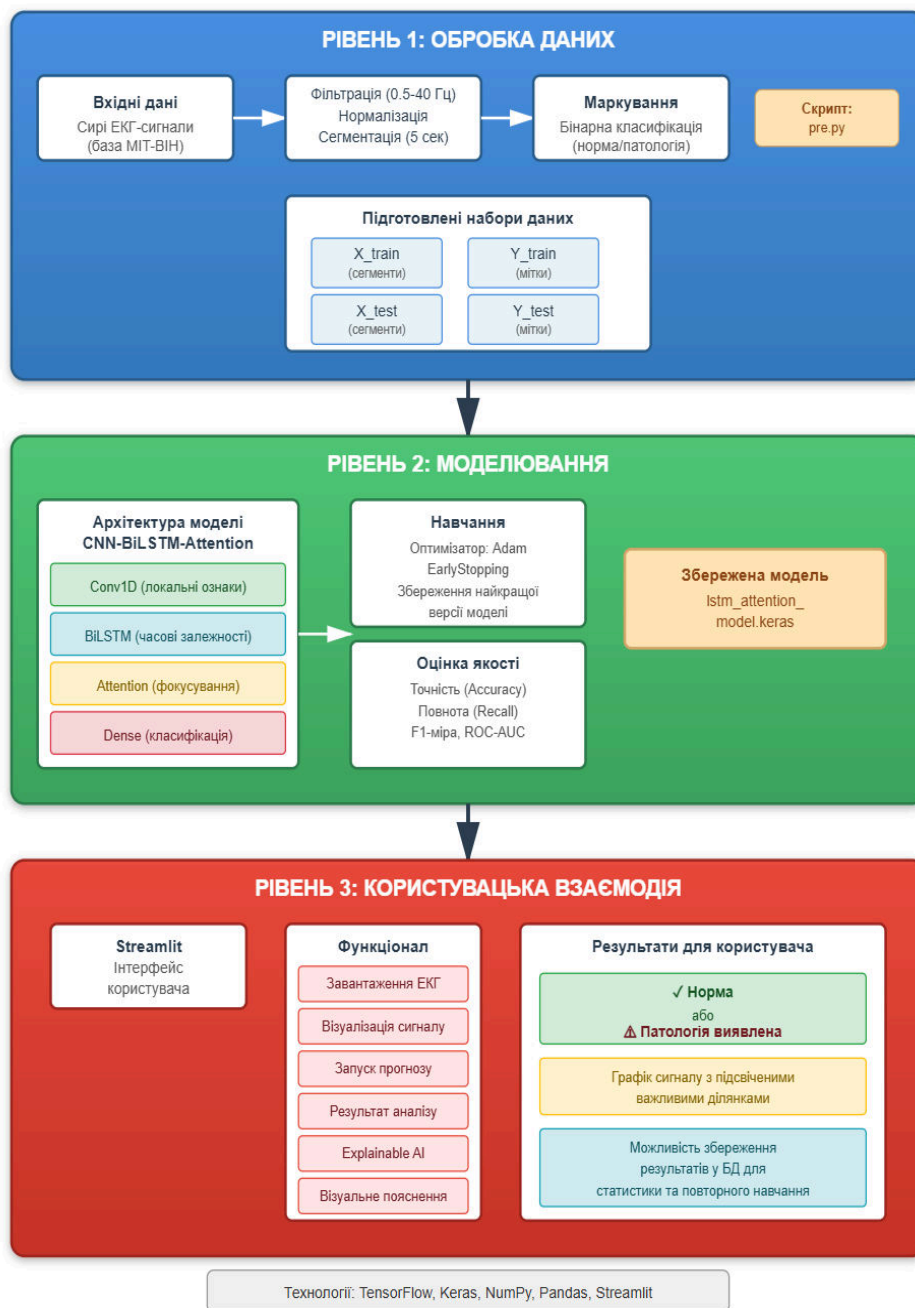 РІВЕНЬ 1: ОБРОБКА ДАНИХ
Вхідні дані
Сирі ЕКГ-сигнали
(база MIT-BIH)
Фільтрація (0.5-40 Гц)
Нормалізація
Сегментація (5 сек)
Маркування
Бінарна класифікація
(норма/патологія)
Скрипт:
pre.py
Підготовлені набори даних
X_train
(сегменти)
Y_train
(мітки)
X_test
(сегменти)
Y_test
(мітки)
РІВЕНЬ 2: МОДЕЛЮВАННЯ
Архітектура моделі
CNN-BiLSTM-Attention
Conv1D (локальні ознаки)
BiLSTM (часові залежності)
Attention (фокусування)
Dense (класифікація)
Навчання
Оптимізатор: Adam
EarlyStopping
Збереження найкращої
версії моделі
Оцінка якості
Точність (Accuracy)
Повнота (Recall)
F1-міра, ROC-AUC
Збережена модель
lstm_attention_
model.keras
РІВЕНЬ 3: КОРИСТУВАЦЬКА ВЗАЄМОДІЯ
Streamlit
Інтерфейс
користувача
Функціонал
Завантаження ЕКГ
Візуалізація сигналу
Запуск прогнозу
Результат аналізу
Explainable AI
Візуальне пояснення
Результати для користувача
✓ Норма
або
⚠ Патологія виявлена
Графік сигналу з підсвіченими
важливими ділянками
Можливість збереження
результатів у БД для
статистики та повторного навчання
Технології: TensorFlow, Keras, NumPy, Pandas, Streamlit